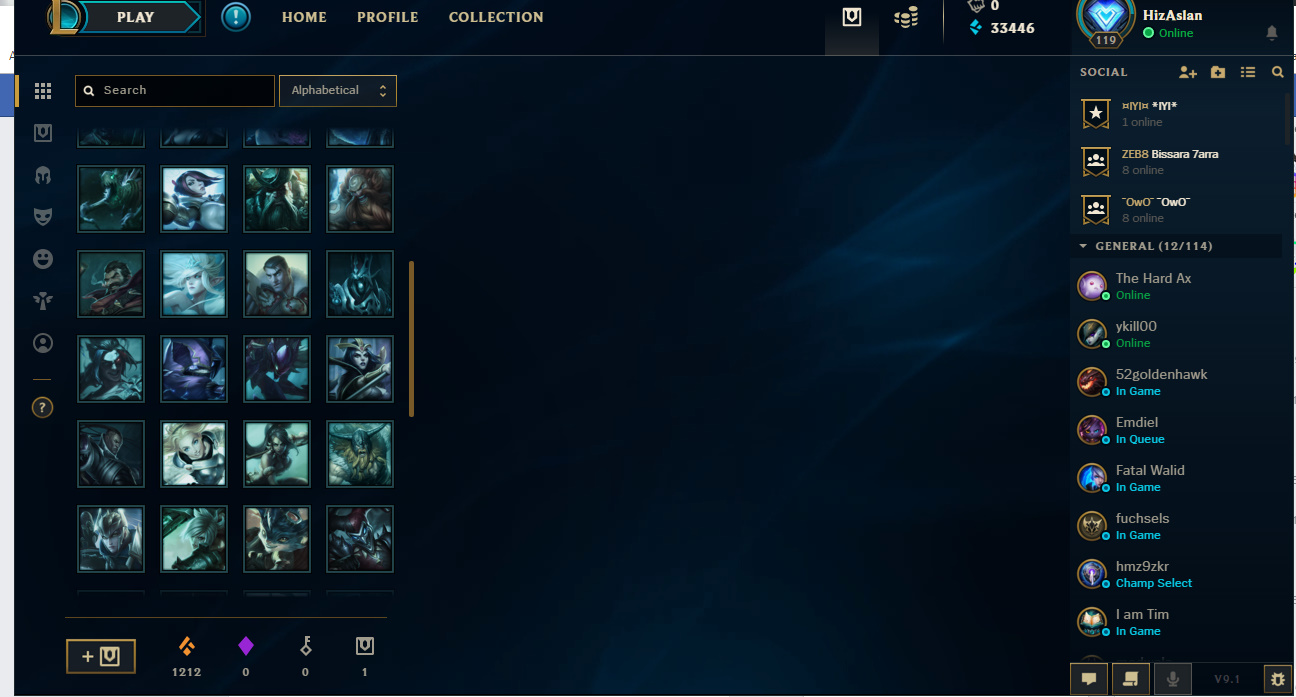 PLAY
HOME
PROFILE
COLLECTION
0
33446
119
HizAslan
Online
Search
Alphabetical
SOCIAL
¤IYI¤ *IYI*
1 online
ZEB8 Bissara 7arra
8 online
¯OwO¯ ¯OwO¯
8 online
GENERAL (12/114)
The Hard Ax
Online
ykill00
Online
52goldenhawk
In Game
Emdiel
In Queue
Fatal Walid
In Game
fuchsels
In Game
hmz9zkr
Champ Select
I am Tim
In Game
?
+
1212
0
0
1
V9.1